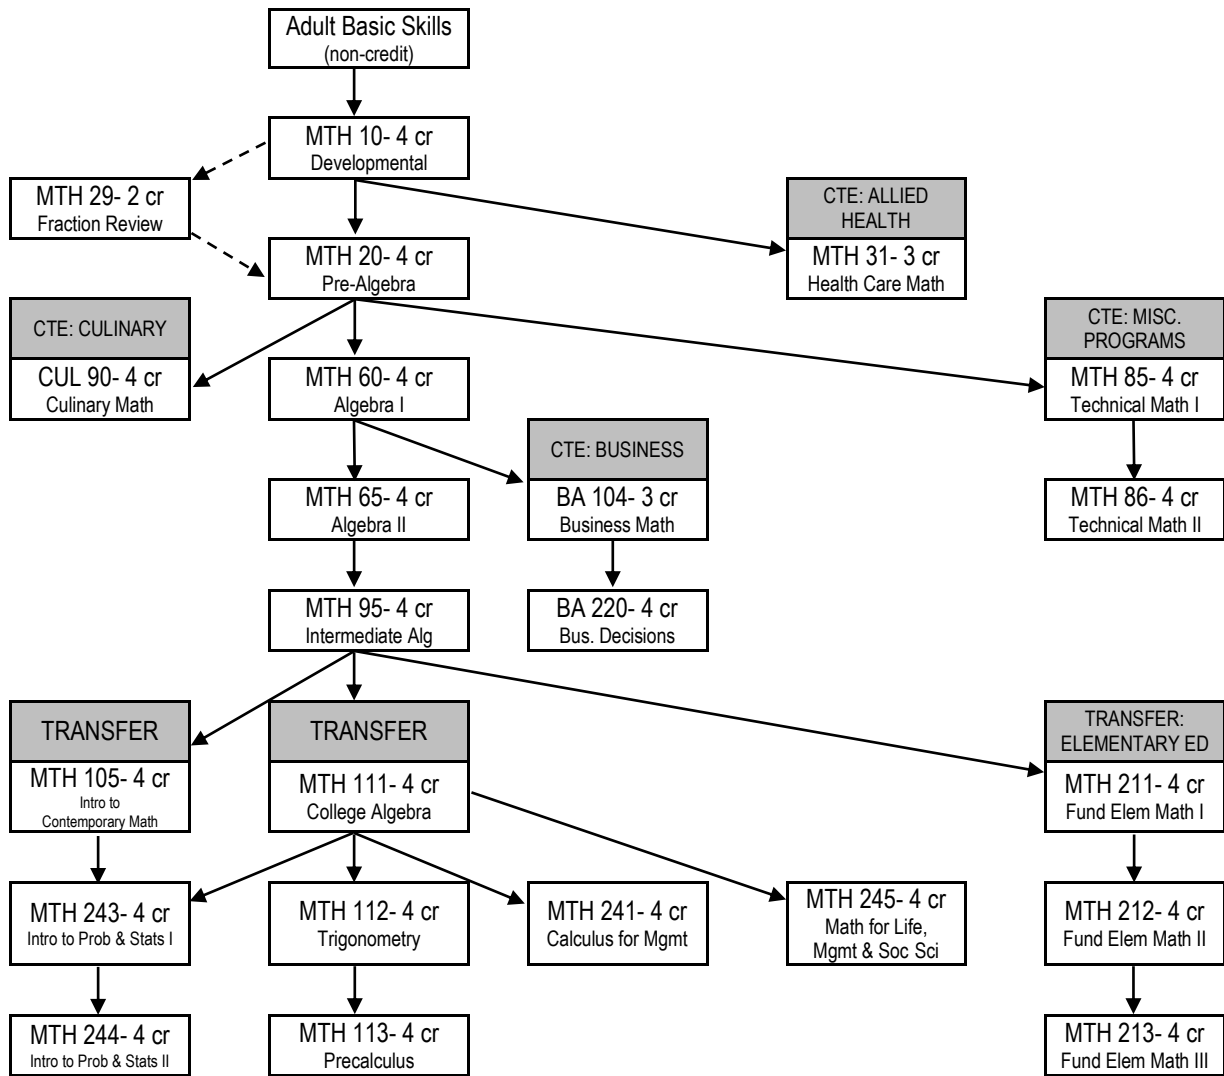 Adult Basic Skills
(non-credit)
MTH 10- 4 cr
Developmental
MTH 29- 2 cr
Fraction Review
CTE: ALLIED
HEALTH
MTH 31- 3 cr
Health Care Math
MTH 20- 4 cr
Pre-Algebra
CTE: CULINARY
CUL 90- 4 cr
Culinary Math
MTH 60- 4 cr
Algebra I
CTE: MISC.
PROGRAMS
MTH 85- 4 cr
Technical Math I
CTE: BUSINESS
BA 104- 3 cr
Business Math
MTH 65- 4 cr
Algebra II
MTH 86- 4 cr
Technical Math II
MTH 95- 4 cr
Intermediate Alg
BA 220- 4 cr
Bus. Decisions
TRANSFER
MTH 105- 4 cr
Intro to
Contemporary Math
TRANSFER
MTH 111- 4 cr
College Algebra
TRANSFER:
ELEMENTARY ED
MTH 211- 4 cr
Fund Elem Math I
MTH 243- 4 cr
Intro to Prob & Stats I
MTH 112- 4 cr
Trigonometry
MTH 241- 4 cr
Calculus for Mgmt
MTH 245- 4 cr
Math for Life,
Mgmt & Soc Sci
MTH 212- 4 cr
Fund Elem Math II
MTH 244- 4 cr
Intro to Prob & Stats II
MTH 113- 4 cr
Precalculus
MTH 213- 4 cr
Fund Elem Math III